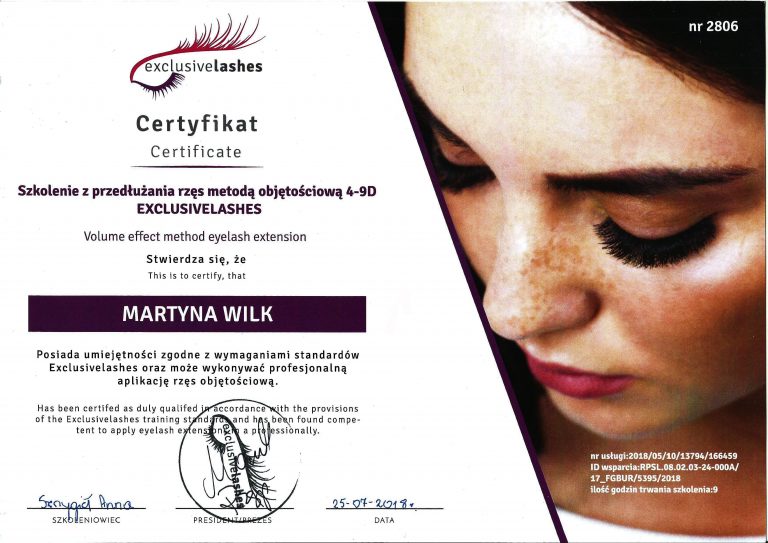 nr 2806
exclusivelashes
Certyfikat
Certificate
Szkolenie z przedłużania rzęs metodą objętościową 4-9D
EXCLUSIVELASHES
Volume effect method eyelash extension
Stwierdza się, że
This is to certify, that
MARTYNA WILK
Posiada umiejętności zgodne z wymaganiami standardów
Exclusivelashes oraz może wykonywać profesjonalną
aplikację rzęs objętościową.
Has been certifed as duly qualifed in accordance with the provisions
of the Exclusivelashes training standards and has been found compe-
tent to apply eyelash extensions in a professionally.
exclusivelashes
nr usługi:2018/05/10/13794/166459
ID wsparcia:RPSL.08.02.03-24-000A/
17_FGBUR/5395/2018
ilość godzin trwania szkolenia:9
Anna
25-07-2018r.
SZKOLENIOWIEC
PRESIDENT/PREZES
DATA